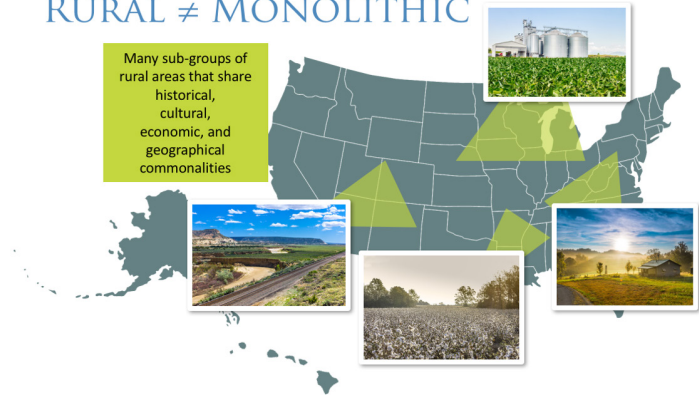 RURAL ≠ MONOLITHIC
Many sub-groups of
rural areas that share
historical,
cultural,
economic, and
geographical
commonalities